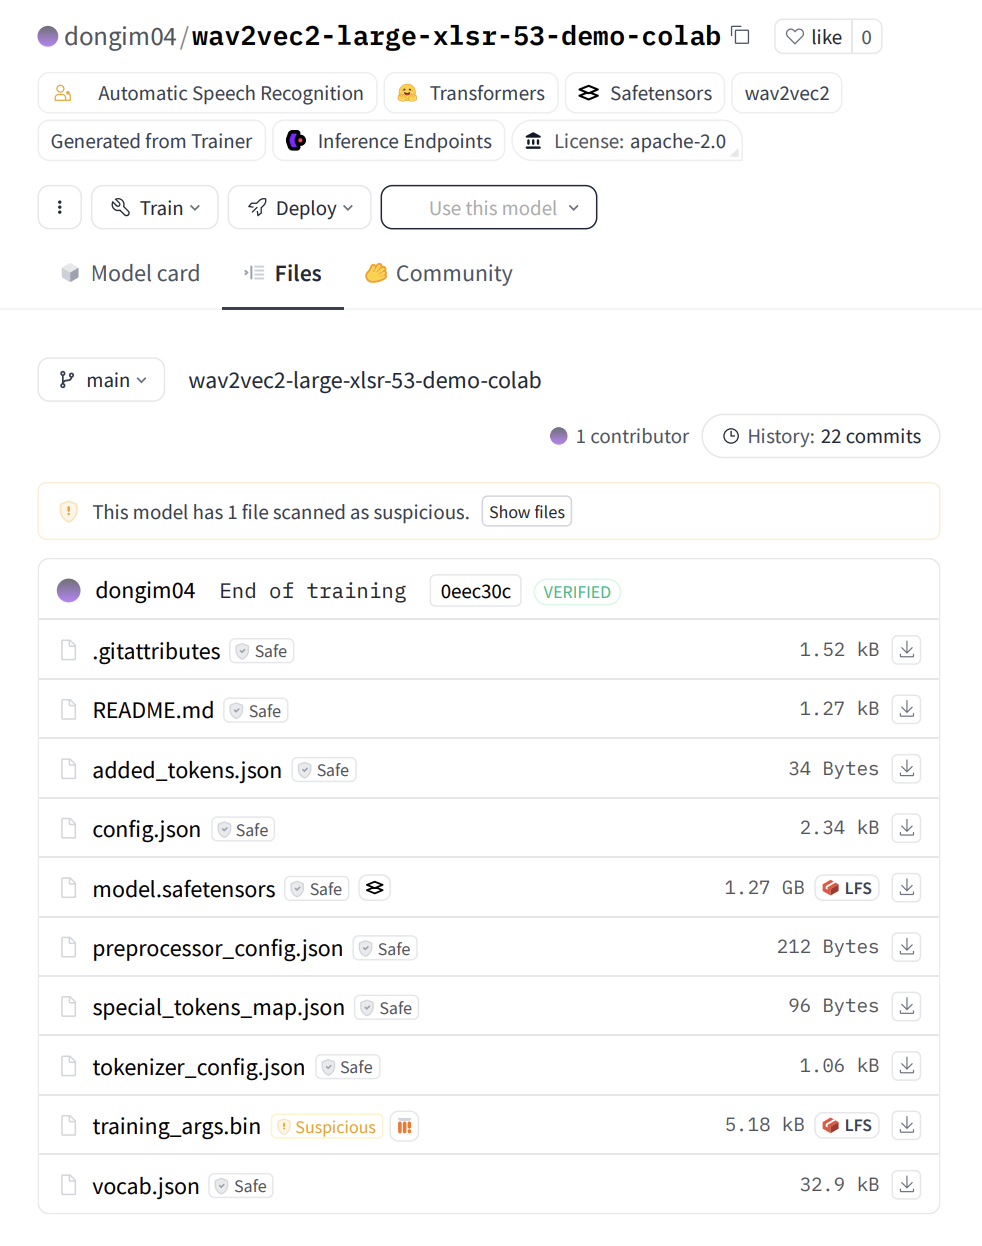 dongim04/wav2vec2-large-xlsr-53-demo-colab like 0
Automatic Speech Recognition Transformers Safetensors wav2vec2
Generated from Trainer Inference Endpoints License: apache-2.0
Train Deploy Use this model
Model card Files Community
main wav2vec2-large-xlsr-53-demo-colab
1 contributor History: 22 commits
This model has 1 file scanned as suspicious. Show files
dongim04 End of training 0eec30c VERIFIED
.gitattributes Safe 1.52 kB
README.md Safe 1.27 kB
added_tokens.json Safe 34 Bytes
config.json Safe 2.34 kB
model.safetensors Safe 1.27 GB LFS
preprocessor_config.json Safe 212 Bytes
special_tokens_map.json Safe 96 Bytes
tokenizer_config.json Safe 1.06 kB
training_args.bin Suspicious 5.18 kB LFS
vocab.json Safe 32.9 kB